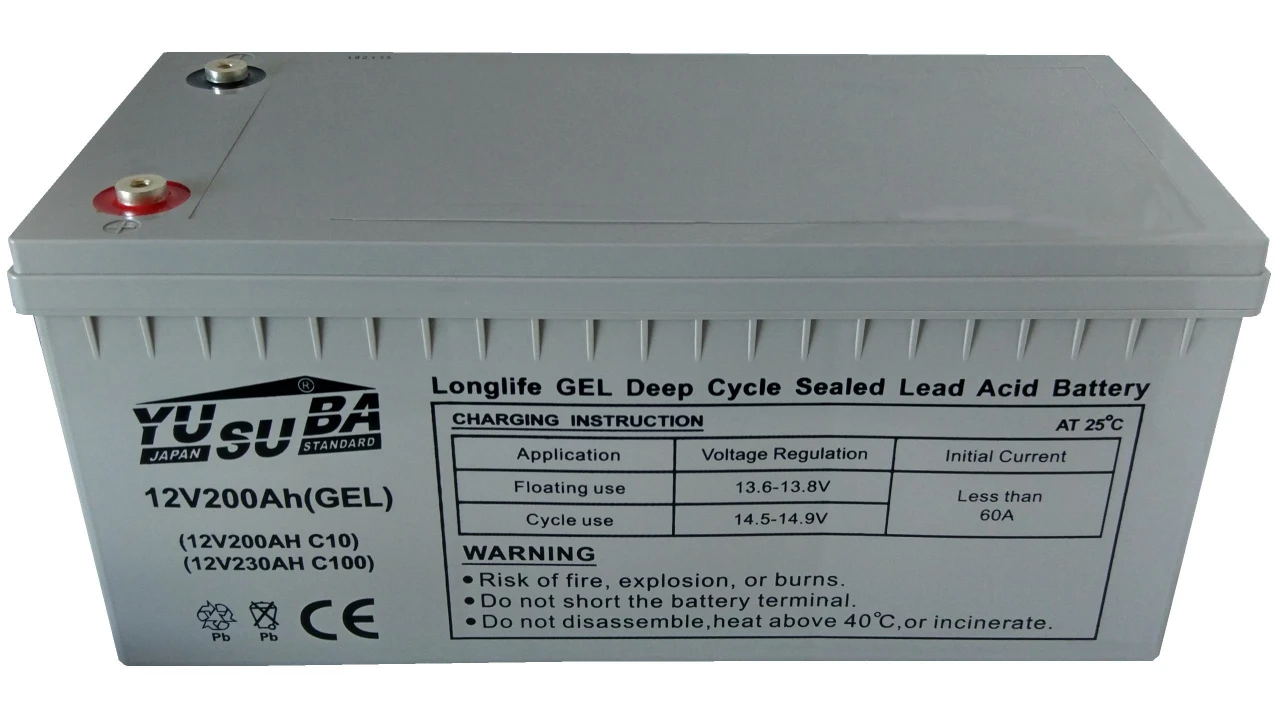 YUSUBA
®
JAPAN
STANDARD
12V200Ah(GEL)
(12V200AH C10)
(12V230AH C100)
Pb
Pb
CE
Longlife GEL Deep Cycle Sealed Lead Acid Battery
CHARGING INSTRUCTION AT 25°C
Application Voltage Regulation Initial Current
Floating use 13.6-13.8V Less than 60A
Cycle use 14.5-14.9V
WARNING
•Risk of fire, explosion, or burns.
•Do not short the battery terminal.
•Do not disassemble,heat above 40℃,or incinerate.